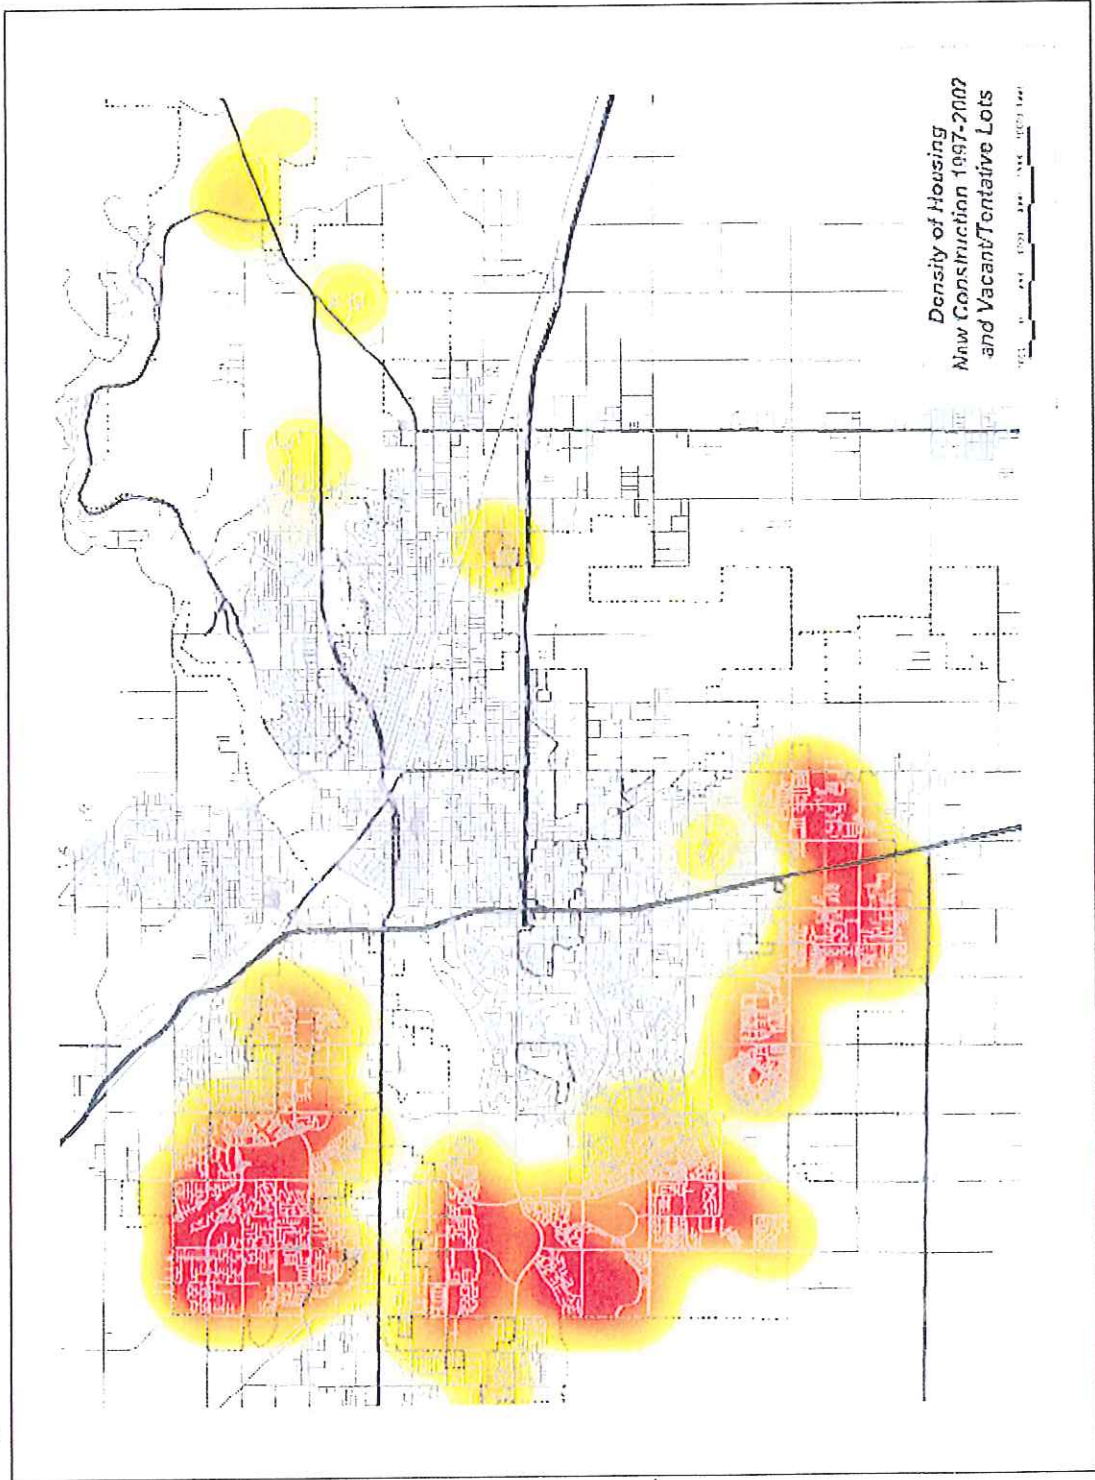 Density of Housing
New Construction 1997-2002
and Vacant/Tentative Lots